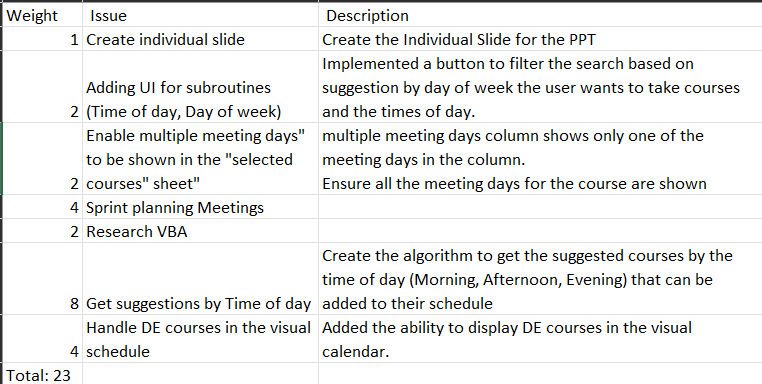 Weight Issue Description
1 Create individual slide Create the Individual Slide for the PPT
Implemented a button to filter the search based on
Adding UI for subroutines suggestion by day of week the user wants to take courses
2 (Time of day, Day of week) and the times of day.
Enable multiple meeting days" multiple meeting days column shows only one of the
to be shown in the "selected meeting days in the column.
2 courses" sheet" Ensure all the meeting days for the course are shown
4 Sprint planning Meetings
2 Research VBA
Create the algorithm to get the suggested courses by the
time of day (Morning, Afternoon, Evening) that can be
8 Get suggestions by Time of day added to their schedule
Handle DE courses in the visual Added the ability to display DE courses in the visual
4 schedule calendar.
Total: 23